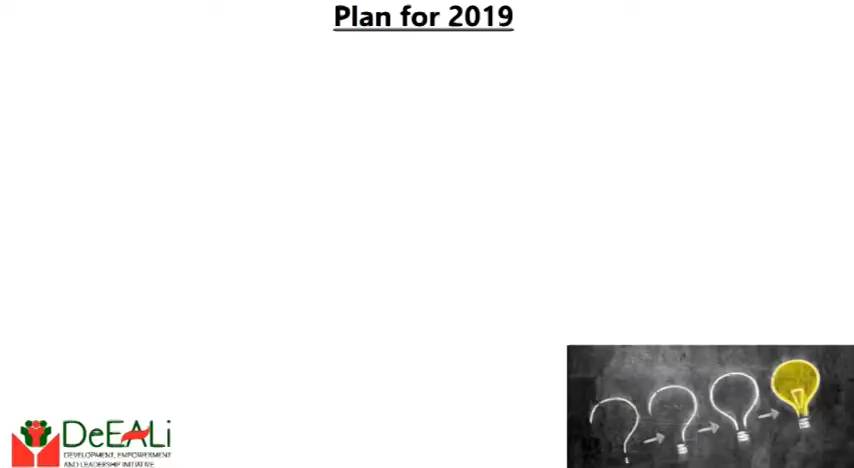 Plan for 2019
DeEALi
DEVELOPMENT, EMPOWERMENT
AND LEADERSHIP INITIATIVE